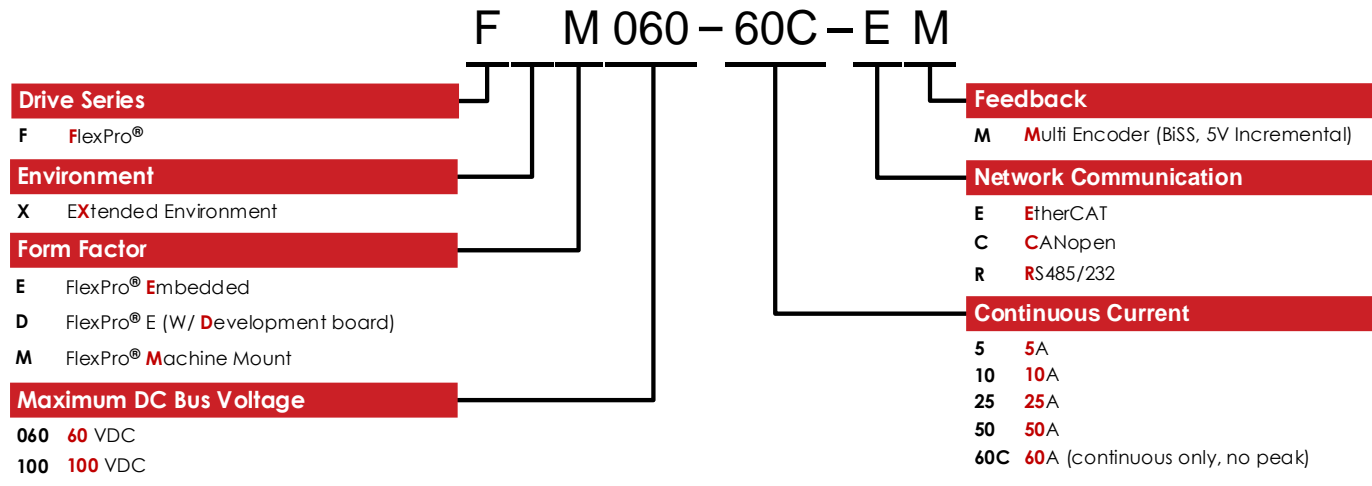 F M 060 – 60C – E M
Drive Series
F FlexPro®
Environment
X EXtended Environment
Form Factor
E FlexPro® Embedded
D FlexPro® E (W/ Development board)
M FlexPro® Machine Mount
Maximum DC Bus Voltage
060 60 VDC
100 100 VDC
Feedback
M Multi Encoder (BiSS, 5V Incremental)
Network Communication
E EtherCAT
C CANopen
R RS485/232
Continuous Current
5 5A
10 10A
25 25A
50 50A
60C 60A (continuous only, no peak)